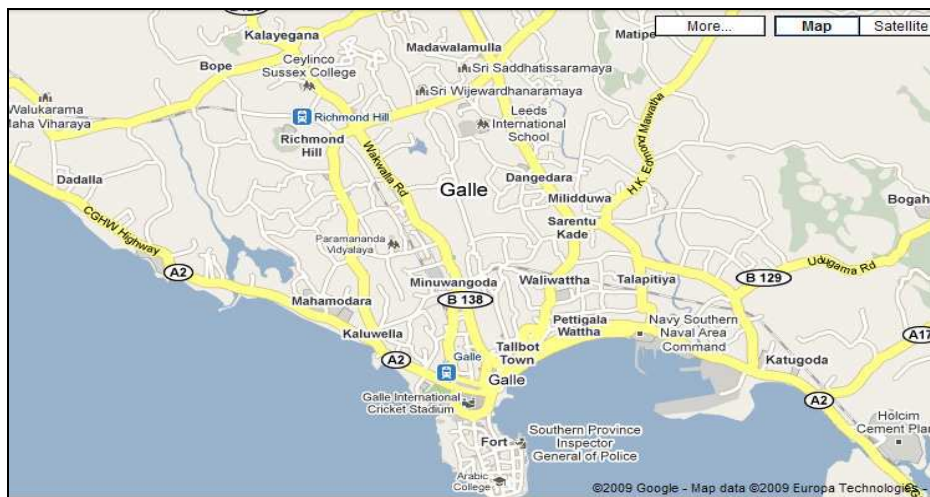 More...
Map
Satellite
Kalayegana
Madawalamulla
Matipe
Ceylinco
Sussex College
Bope
Sri Saddhatissaramaya
Sri Wijewardhanaramaya
Walukarama
Maha Viharaya
Richmond Hill
Leeds
International
School
Richmond
Hill
Wakwalla Rd
H.K. Edmond Mawatha
Dadalla
Dangedara
Galle
Milidduwa
Bogah
CGHW Highway
Sarentu
Kade
Paramananda
Vidyalaya
A2
Minuwangoda
Waliwattha
Talapitiya
B 129
Udugama Rd
Mahamodara
B 138
Kaluwella
Pettigala
Wattha
Navy Southern
Naval Area
Command
A17
A2
Galle
Tallbot
Town
Katugoda
Galle
Galle International
Cricket Stadium
A2
Holcim
Cement Plan
Fort
Southern Province
Inspector
General of Police
Arabic
College
©2009 Google - Map data ©2009 Europa Technologies -